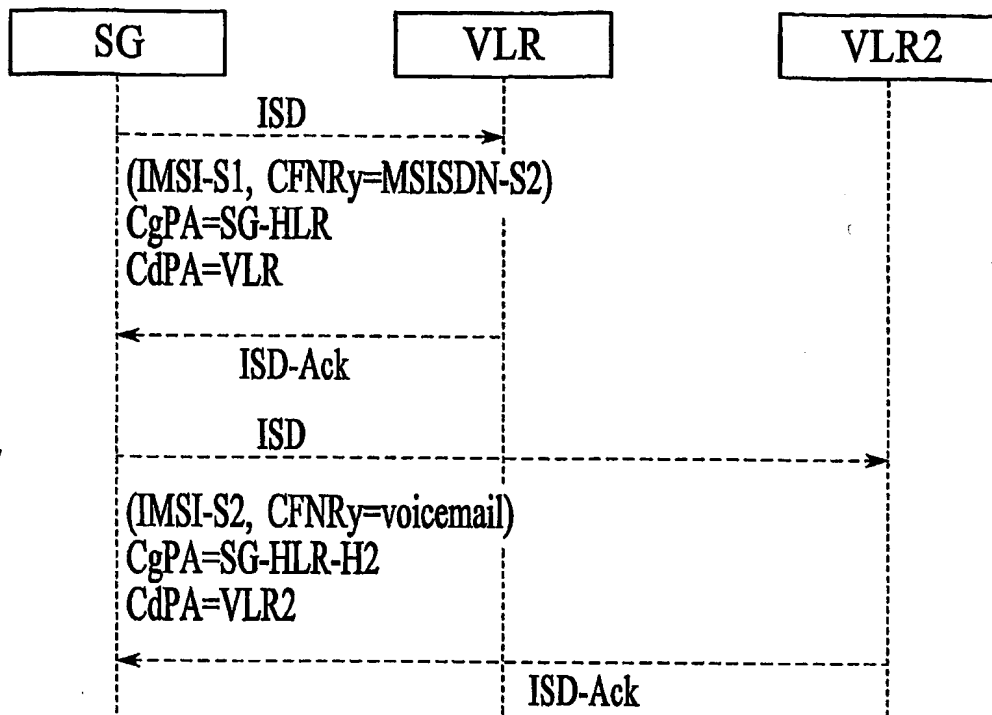 SG
VLR
VLR2
ISD
(IMSI-S1, CFNRy=MSISDN-S2)
CgPA=SG-HLR
CdPA=VLR
ISD-Ack
ISD
(IMSI-S2, CFNRy=voicemail)
CgPA=SG-HLR-H2
CdPA=VLR2
ISD-Ack